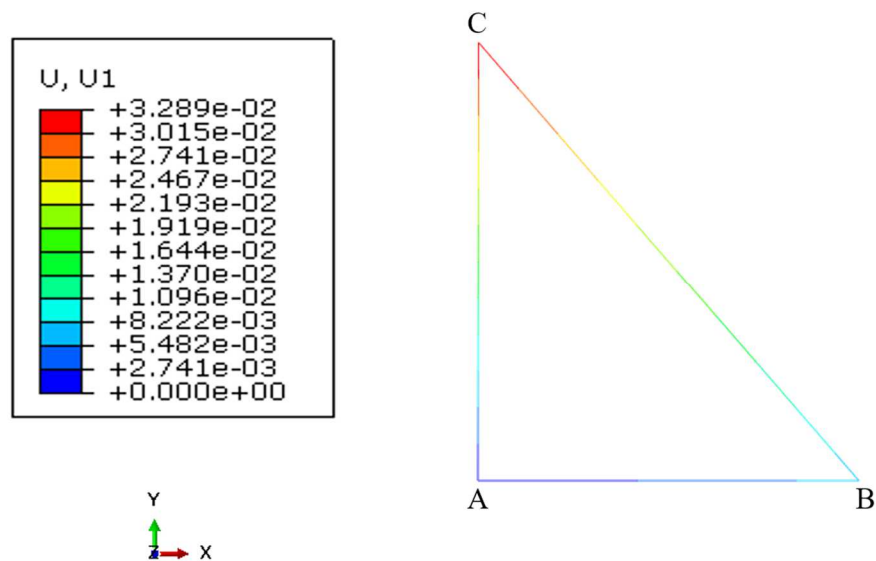 U, U1
+3.289e-02
+3.015e-02
+2.741e-02
+2.467e-02
+2.193e-02
+1.919e-02
+1.644e-02
+1.370e-02
+1.096e-02
+8.222e-03
+5.482e-03
+2.741e-03
+0.000e+00
C
A
B
Y
Z
X